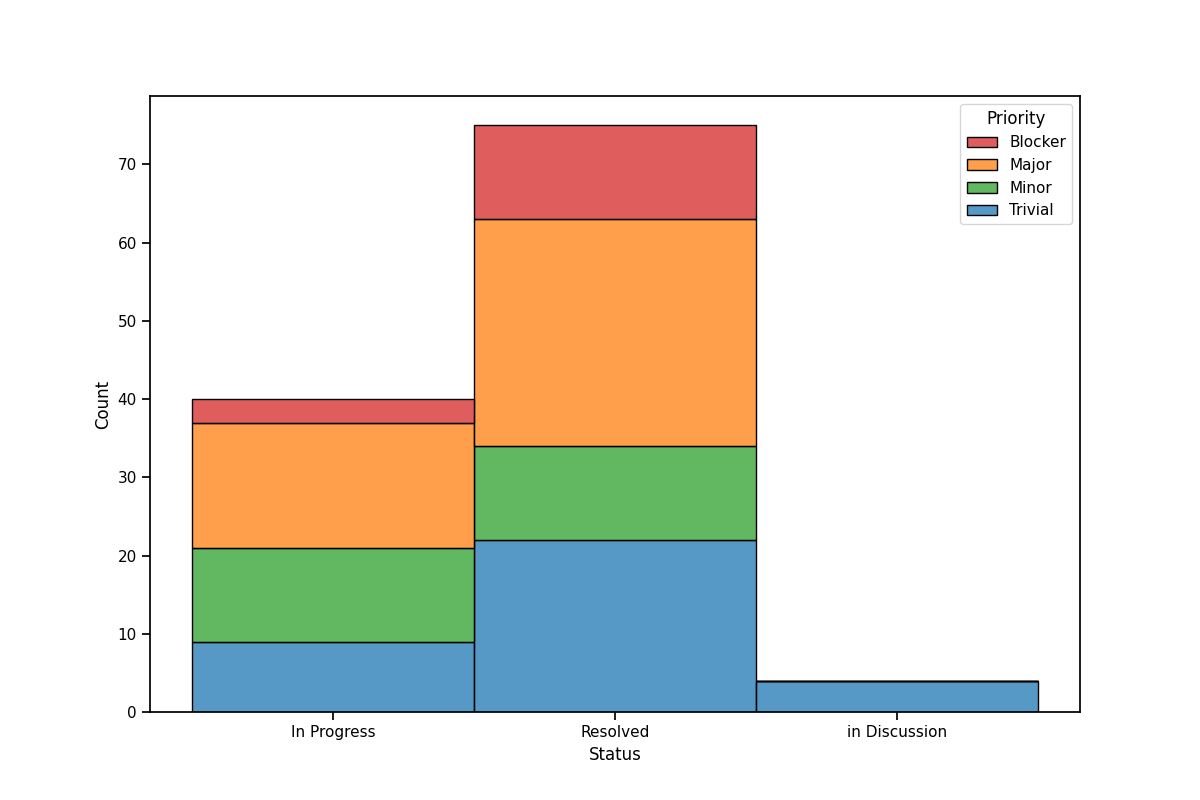 Priority
Blocker
Major
Minor
Trivial
70
60
50
40
30
20
10
0
Count
In Progress
Resolved
in Discussion
Status